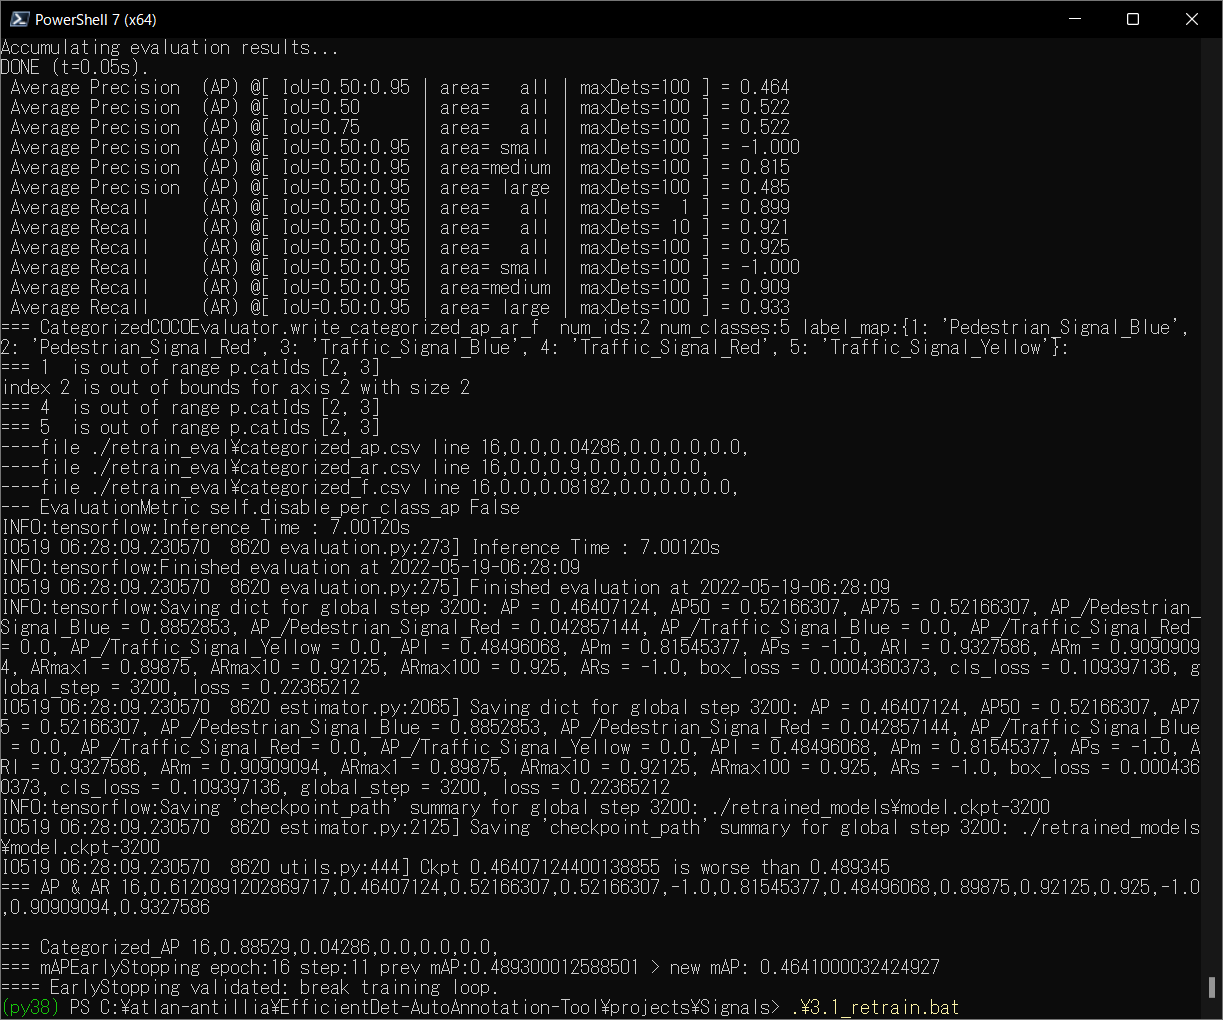 PowerShell 7 (x64)
Accumulating evaluation results...
DONE (t=0.05s).
 Average Precision  (AP) @[ IoU=0.50:0.95 | area=   all | maxDets=100 ] = 0.464
 Average Precision  (AP) @[ IoU=0.50      | area=   all | maxDets=100 ] = 0.522
 Average Precision  (AP) @[ IoU=0.75      | area=   all | maxDets=100 ] = 0.522
 Average Precision  (AP) @[ IoU=0.50:0.95 | area= small | maxDets=100 ] = -1.000
 Average Precision  (AP) @[ IoU=0.50:0.95 | area=medium | maxDets=100 ] = 0.815
 Average Precision  (AP) @[ IoU=0.50:0.95 | area= large | maxDets=100 ] = 0.485
 Average Recall     (AR) @[ IoU=0.50:0.95 | area=   all | maxDets=  1 ] = 0.899
 Average Recall     (AR) @[ IoU=0.50:0.95 | area=   all | maxDets= 10 ] = 0.921
 Average Recall     (AR) @[ IoU=0.50:0.95 | area=   all | maxDets=100 ] = 0.925
 Average Recall     (AR) @[ IoU=0.50:0.95 | area= small | maxDets=100 ] = -1.000
 Average Recall     (AR) @[ IoU=0.50:0.95 | area=medium | maxDets=100 ] = 0.909
 Average Recall     (AR) @[ IoU=0.50:0.95 | area= large | maxDets=100 ] = 0.933
=== CategorizedCOCOEvaluator.write_categorized_ap_ar_f  num_ids:2 num_classes:5 label_map:{1: 'Pedestrian_Signal_Blue',
2: 'Pedestrian_Signal_Red', 3: 'Traffic_Signal_Blue', 4: 'Traffic_Signal_Red', 5: 'Traffic_Signal_Yellow'}:
=== 1  is out of range p.catIds [2, 3]
index 2 is out of bounds for axis 2 with size 2
=== 4  is out of range p.catIds [2, 3]
=== 5  is out of range p.catIds [2, 3]
----file ./retrain_eval¥categorized_ap.csv line 16,0.0,0.04286,0.0,0.0,0.0,
----file ./retrain_eval¥categorized_ar.csv line 16,0.0,0.9,0.0,0.0,0.0,
----file ./retrain_eval¥categorized_f.csv line 16,0.0,0.08182,0.0,0.0,0.0,
--- EvaluationMetric self.disable_per_class_ap False
INFO:tensorflow:Inference Time : 7.00120s
I0519 06:28:09.230570  8620 evaluation.py:273] Inference Time : 7.00120s
INFO:tensorflow:Finished evaluation at 2022-05-19-06:28:09
I0519 06:28:09.230570  8620 evaluation.py:275] Finished evaluation at 2022-05-19-06:28:09
INFO:tensorflow:Saving dict for global step 3200: AP = 0.46407124, AP50 = 0.52166307, AP75 = 0.52166307, AP_/Pedestrian_
Signal_Blue = 0.8852853, AP_/Pedestrian_Signal_Red = 0.042857144, AP_/Traffic_Signal_Blue = 0.0, AP_/Traffic_Signal_Red
= 0.0, AP_/Traffic_Signal_Yellow = 0.0, APl = 0.48496068, APm = 0.81545377, APs = -1.0, ARl = 0.9327586, ARm = 0.9090909
4, ARmax1 = 0.89875, ARmax10 = 0.92125, ARmax100 = 0.925, ARs = -1.0, box_loss = 0.0004360373, cls_loss = 0.109397136, g
lobal_step = 3200, loss = 0.22365212
I0519 06:28:09.230570  8620 estimator.py:2065] Saving dict for global step 3200: AP = 0.46407124, AP50 = 0.52166307, AP7
5 = 0.52166307, AP_/Pedestrian_Signal_Blue = 0.8852853, AP_/Pedestrian_Signal_Red = 0.042857144, AP_/Traffic_Signal_Blue
 = 0.0, AP_/Traffic_Signal_Red = 0.0, AP_/Traffic_Signal_Yellow = 0.0, APl = 0.48496068, APm = 0.81545377, APs = -1.0, A
Rl = 0.9327586, ARm = 0.90909094, ARmax1 = 0.89875, ARmax10 = 0.92125, ARmax100 = 0.925, ARs = -1.0, box_loss = 0.000436
0373, cls_loss = 0.109397136, global_step = 3200, loss = 0.22365212
INFO:tensorflow:Saving 'checkpoint_path' summary for global step 3200: ./retrained_models¥model.ckpt-3200
I0519 06:28:09.230570  8620 estimator.py:2125] Saving 'checkpoint_path' summary for global step 3200: ./retrained_models
¥model.ckpt-3200
I0519 06:28:09.230570  8620 utils.py:444] Ckpt 0.46407124400138855 is worse than 0.489345
=== AP & AR 16,0.6120891202869717,0.46407124,0.52166307,0.52166307,-1.0,0.81545377,0.48496068,0.89875,0.92125,0.925,-1.0
,0.90909094,0.9327586
=== Categorized_AP 16,0.88529,0.04286,0.0,0.0,0.0,
=== mAPEarlyStopping epoch:16 step:11 prev mAP:0.489300012588501 > new mAP: 0.4641000032424927
==== EarlyStopping validated: break training loop.
(py38) PS C:¥atlan-antillia¥EfficientDet-AutoAnnotation-Tool¥projects¥Signals> .¥3.1_retrain.bat